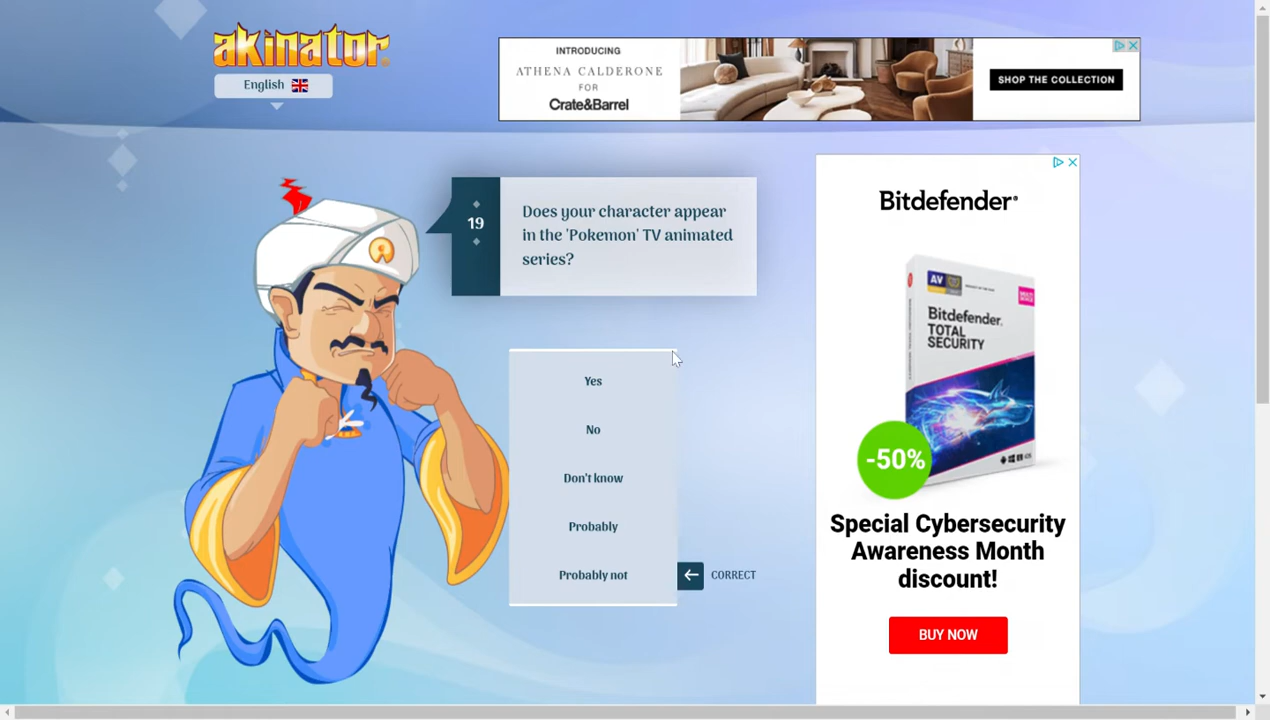 akinator
English
INTRODUCING
ATHENA CALDERONE
FOR
Crate&Barrel
SHOP THE COLLECTION
19
Does your character appear
in the 'Pokemon' TV animated
series?
Yes
No
Don't know
Probably
Probably not
CORRECT
Bitdefender®
AV
Bitdefender
TOTAL
SECURITY
-50%
Special Cybersecurity
Awareness Month
discount!
BUY NOW